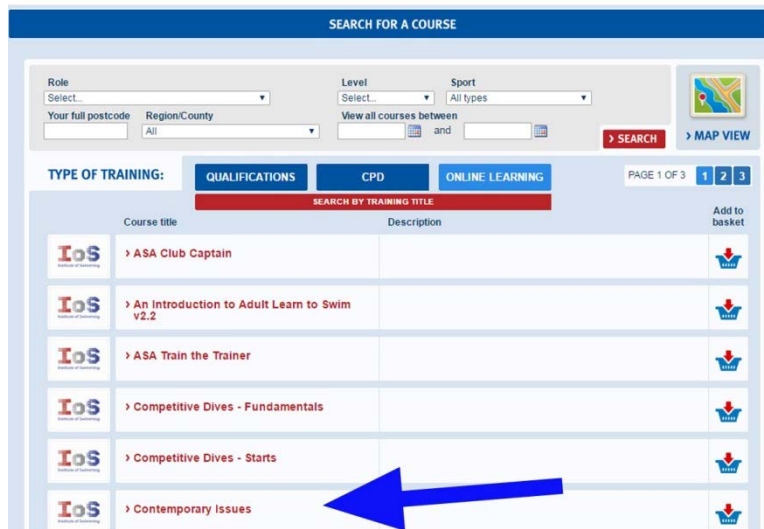 SEARCH FOR A COURSE
Role
Level
Sport
Select...
Select...
All types
Your full postcode
Region/County
View all courses between
All
and
> SEARCH
> MAP VIEW
TYPE OF TRAINING:
QUALIFICATIONS
CPD
ONLINE LEARNING
PAGE 1 OF 3
1 2 3
SEARCH BY TRAINING TITLE
Course title
Description
Add to
basket
IoS
> ASA Club Captain
IoS
> An Introduction to Adult Learn to Swim
v2.2
IoS
> ASA Train the Trainer
IoS
> Competitive Dives - Fundamentals
IoS
> Competitive Dives - Starts
IoS
> Contemporary Issues